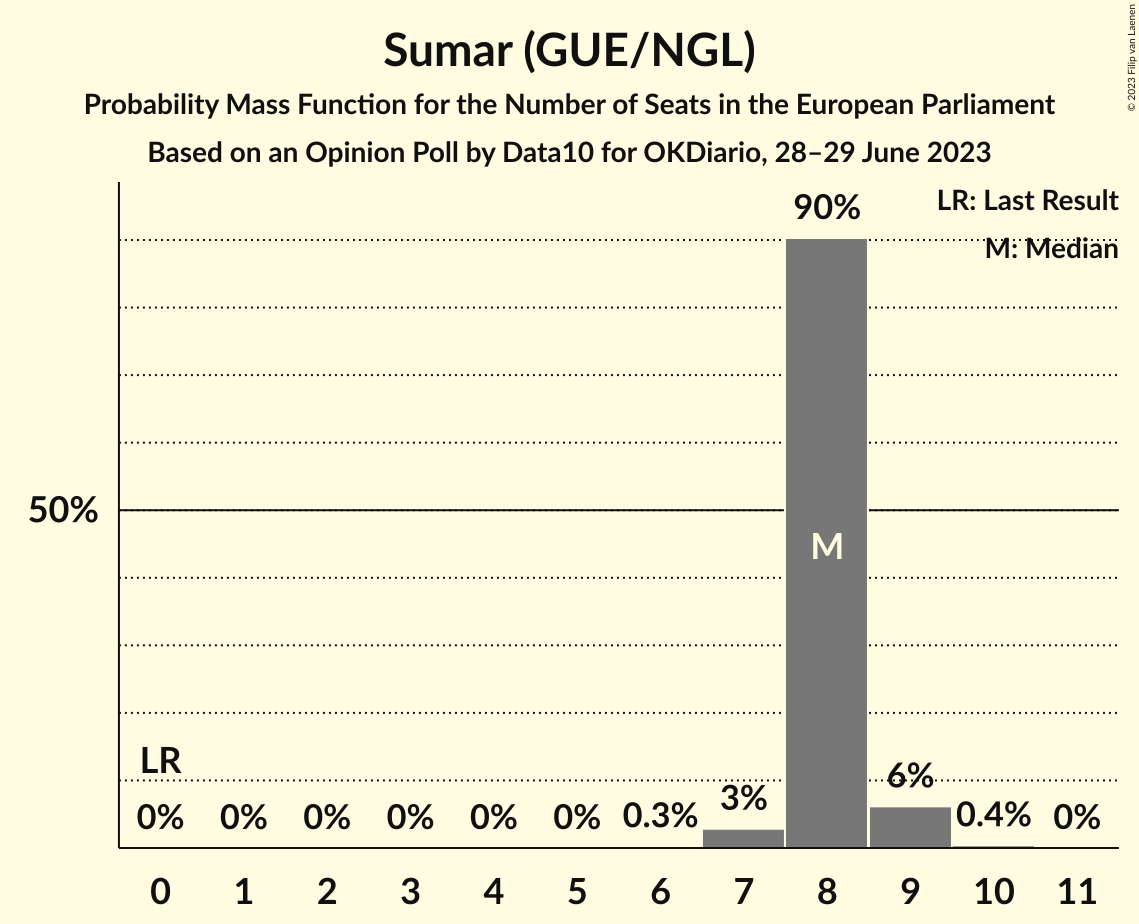 Sumar (GUE/NGL)
Probability Mass Function for the Number of Seats in the European Parliament
Based on an Opinion Poll by Data10 for OKDiario, 28–29 June 2023
© 2023 Filip van Laenen
LR: Last Result
M: Median
90%
50%
M
LR
0% 0% 0% 0% 0% 0% 0.3% 3% 6% 0.4% 0%
0 1 2 3 4 5 6 7 8 9 10 11